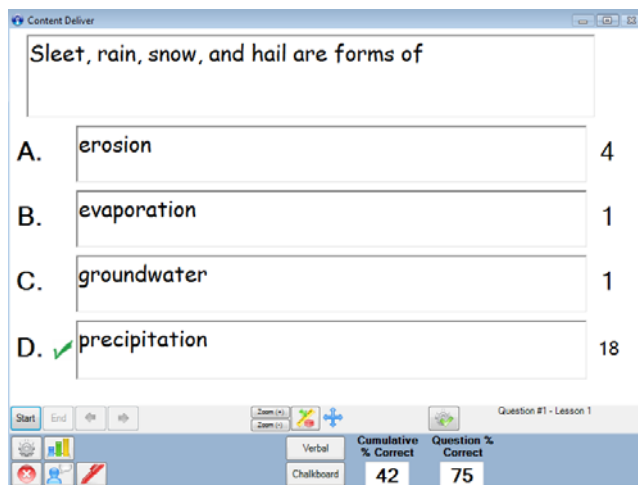 Content Deliver
Sleet, rain, snow, and hail are forms of
A. erosion 4
B. evaporation 1
C. groundwater 1
D. precipitation 18
Start End Zoom (+) Question #1 - Lesson 1
Zoom (-)
Verbal Cumulative % Correct Question % Correct
Chalkboard 42 75